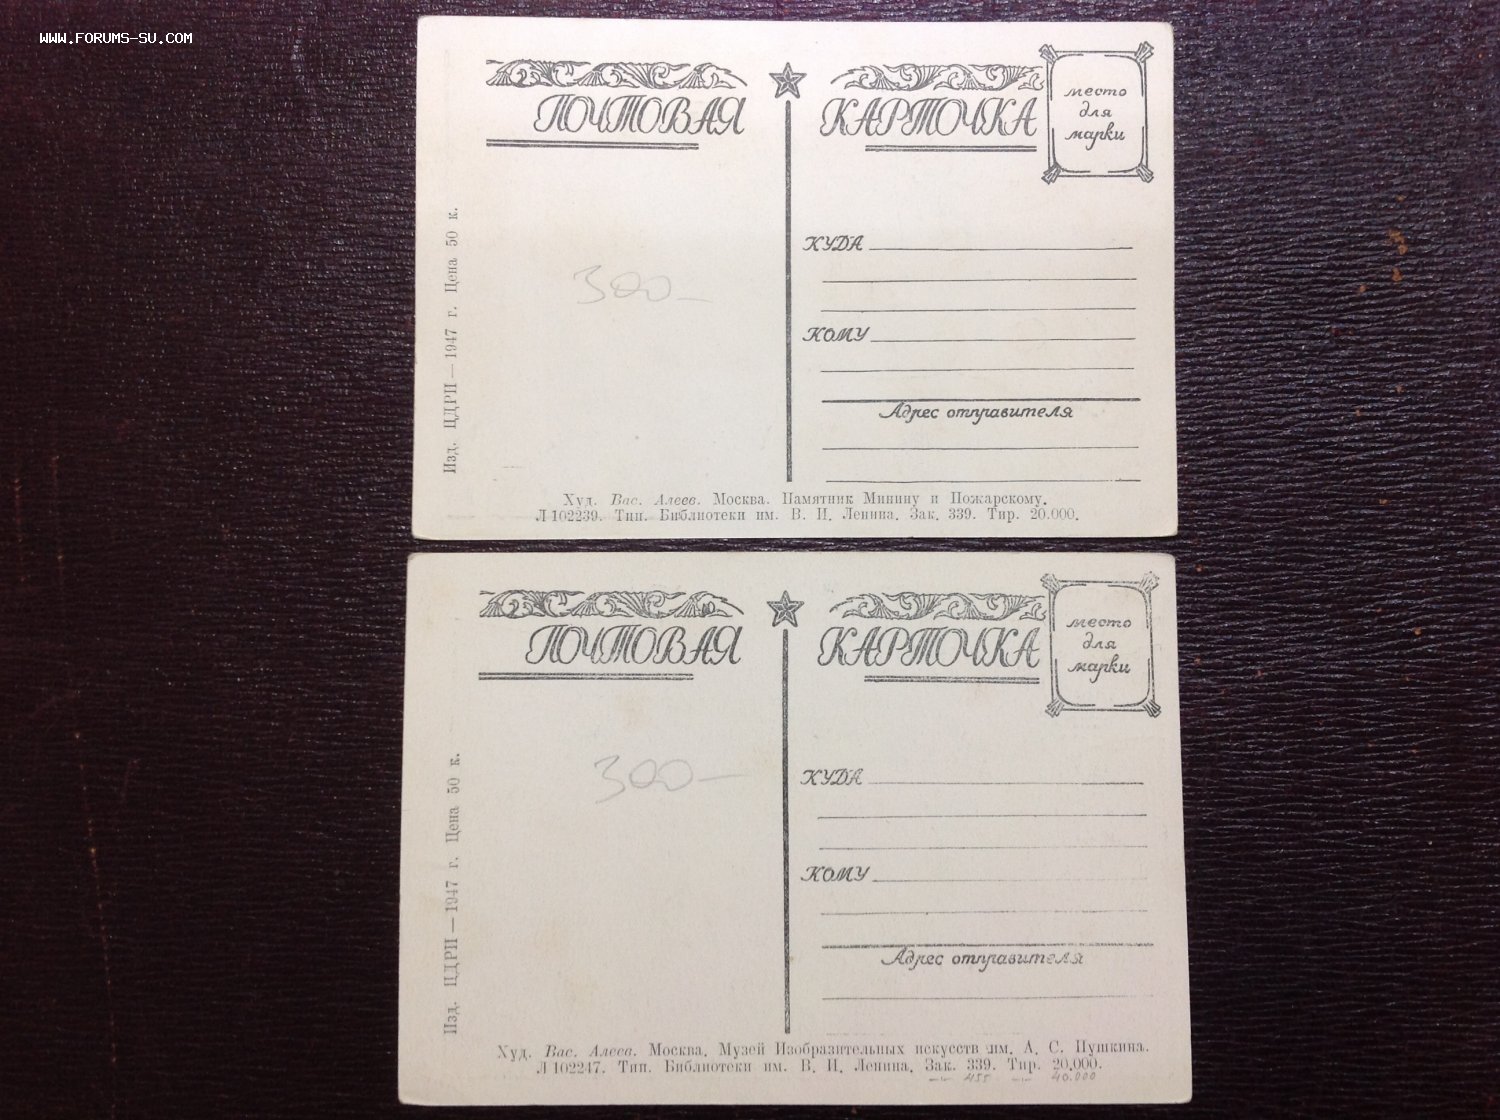 WWW.FORUMS-SU.COM
ПОЧТОВАЯ КАРТОЧКА
место
для
марки
КУДА
КОМУ
Адрес отправителя
300-
Изд. ЦДРИ — 1947 г. Цена 50 к.
Худ. Вас. Алеев. Москва. Памятник Минину и Пожарскому.
Л 102239. Тип. Библиотеки им. В. И. Ленина. Зак. 339. Тир. 20.000.
ПОЧТОВАЯ КАРТОЧКА
место
для
марки
КУДА
КОМУ
Адрес отправителя
300-
Изд. ЦДРИ — 1947 г. Цена 50 к.
Худ. Вас. Алеев. Москва. Музей Изобразительных искусств им. А. С. Пушкина.
Л 102247. Тип. Библиотеки им. В. И. Ленина. Зак. 339. Тир. 20.000.
-"- 455 -"- 40.000